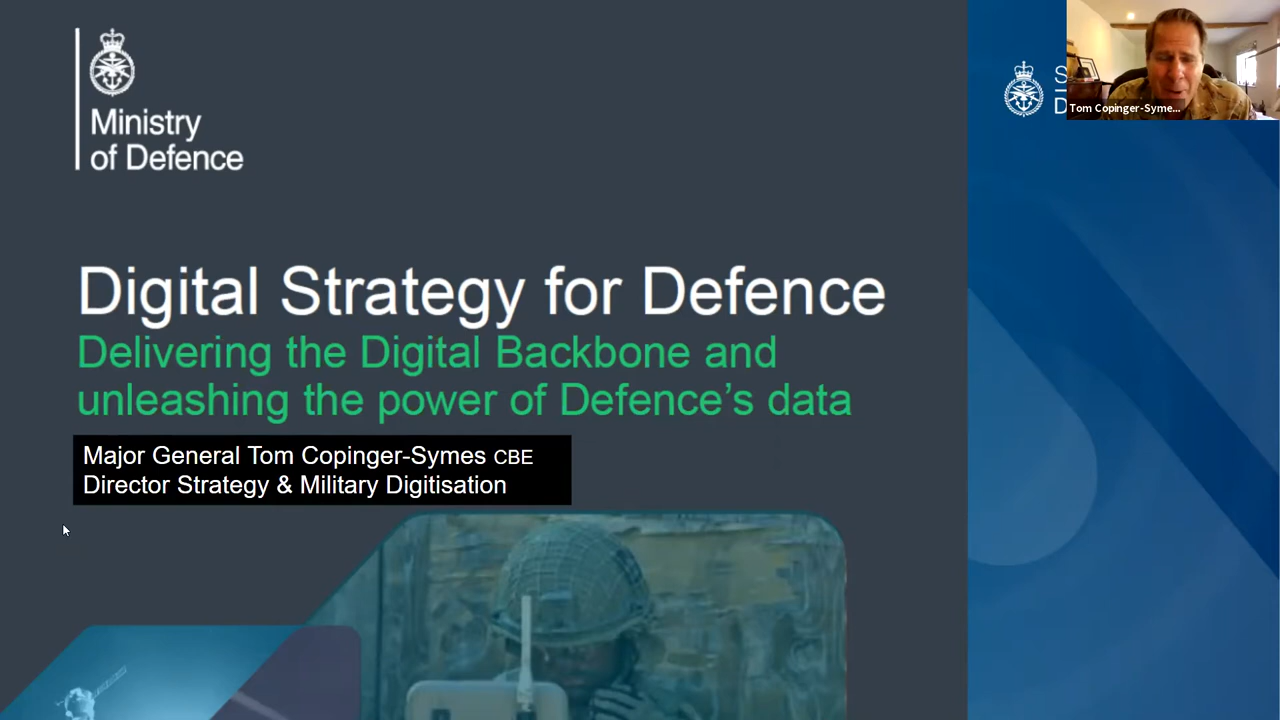 Ministry
of Defence
S
D
Tom Copinger-Syme...
Digital Strategy for Defence
Delivering the Digital Backbone and
unleashing the power of Defence's data
Major General Tom Copinger-Symes CBE
Director Strategy & Military Digitisation